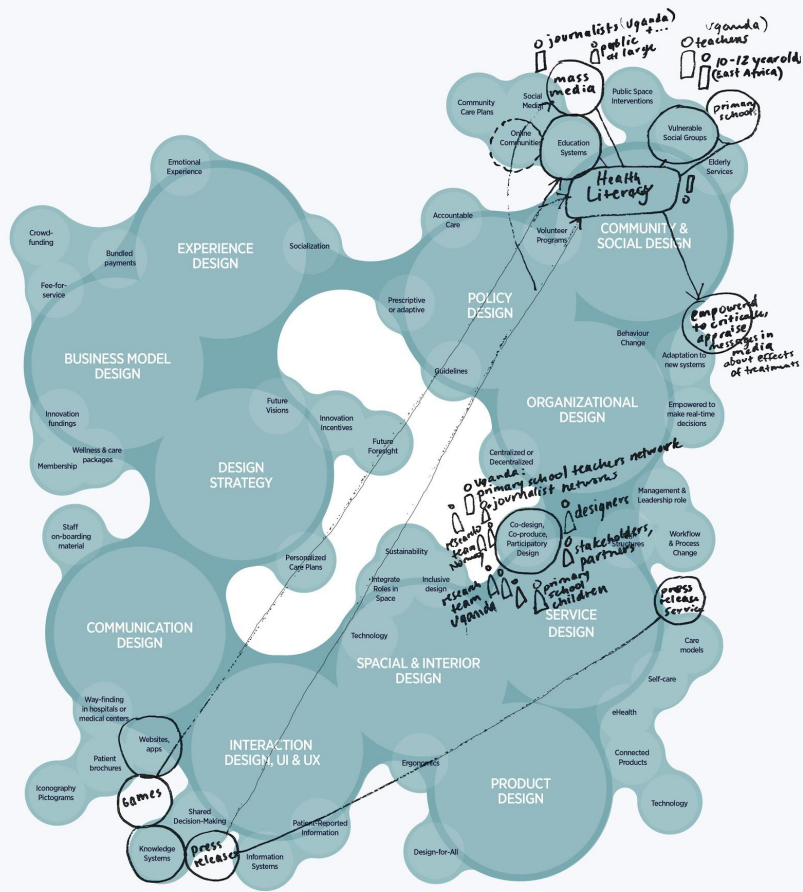 journalists (Uganda)
public + ...
at large
Uganda)
teachers
10-12 year olds
(East Africa)
mass
media
primary
schools
Community
Care Plans
Social
Media
Public Space
Interventions
Online
Communities
Education
Systems
Vulnerable
Social Groups
Elderly
Services
Health
Literacy
Emotional
Experience
Accountable
Care
Volunteer
Programs
COMMUNITY &
SOCIAL DESIGN
Crowd-
funding
Bundled
payments
EXPERIENCE
DESIGN
Socialization
Fee-for-
service
Prescriptive
or adaptive
POLICY
DESIGN
empowered
to critically
appraise
messages in
media
about effects
of treatments
Behaviour
Change
Adaptation to
new systems
BUSINESS MODEL
DESIGN
Guidelines
ORGANIZATIONAL
DESIGN
Empowered to
make real-time
decisions
Innovation
fundings
Future
Visions
Innovation
Incentives
Future
Foresight
Membership
Wellness & care
packages
DESIGN
STRATEGY
Centralized or
Decentralized
Uganda:
primary school teachers network
journalist networks
designers
Management &
Leadership role
research
team
Norway
Co-design,
Co-produce,
Participatory
Design
stakeholders,
partners
Structures
Workflow &
Process Change
Staff
on-boarding
material
Personalized
Care Plans
Sustainability
Integrate
Roles in
Space
Inclusive
design
research
team
Uganda
primary
school
children
press
release
service
SERVICE
DESIGN
COMMUNICATION
DESIGN
Technology
SPACIAL & INTERIOR
DESIGN
Care
models
Self-care
Way-finding
in hospitals or
medical centers
Websites,
apps
eHealth
Patient
brochures
INTERACTION
DESIGN, UI & UX
Ergonomics
Connected
Products
Iconography
Pictograms
Games
PRODUCT
DESIGN
Technology
Shared
Decision-Making
Patient-Reported
Information
Knowledge
Systems
press
release
Information
Systems
Design-for-All